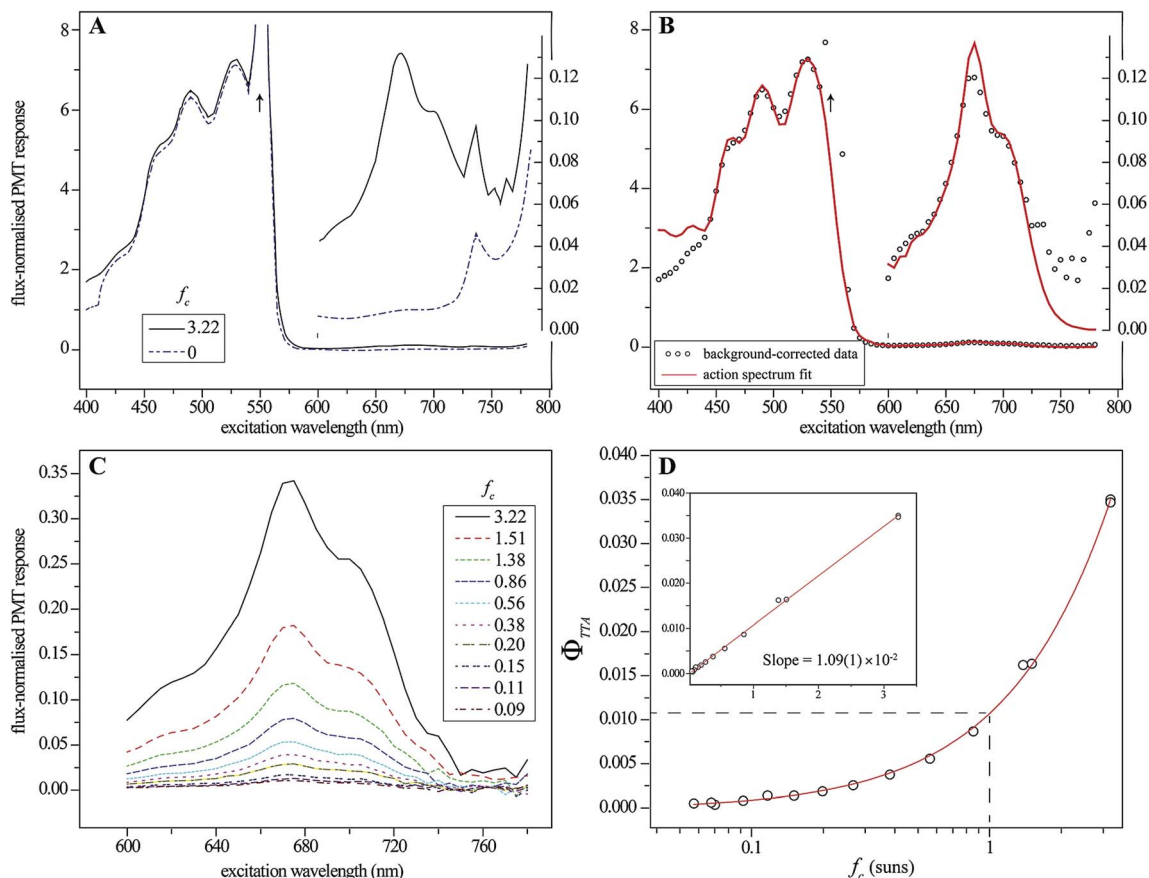 A
8
6
4
2
0
flux-normalised PMT response
0.12
0.10
0.08
0.06
0.04
0.02
0.00
fc
3.22
0
400 450 500 550 600 650 700 750 800
excitation wavelength (nm)
B
8
6
4
2
0
0.12
0.10
0.08
0.06
0.04
0.02
0.00
background-corrected data
action spectrum fit
400 450 500 550 600 650 700 750 800
excitation wavelength (nm)
C
0.35
0.30
0.25
0.20
0.15
0.10
0.05
0.00
flux-normalised PMT response
fc
3.22
1.51
1.38
0.86
0.56
0.38
0.20
0.15
0.11
0.09
600 640 680 720 760
excitation wavelength (nm)
D
0.040
0.035
0.030
0.025
0.020
0.015
0.010
0.005
0.000
ΦTTA
0.040
0.030
0.020
0.010
0.000
Slope = 1.09(1) × 10-2
1 2 3
0.1 1
fc (suns)